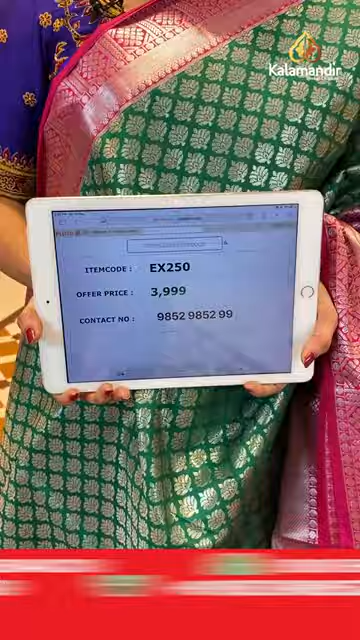 Kalamandir
ITEMCODE : EX250
OFFER PRICE : 3,999
CONTACT NO : 9852 9852 99